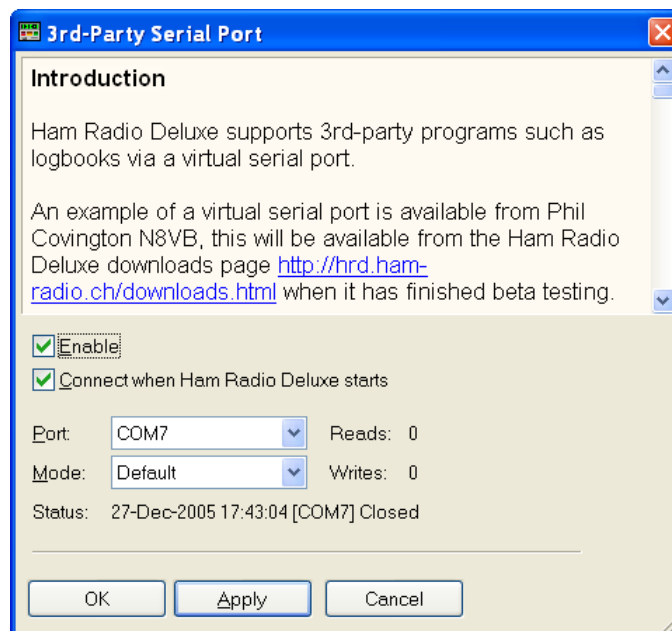 3rd-Party Serial Port
Introduction
Ham Radio Deluxe supports 3rd-party programs such as
logbooks via a virtual serial port.
An example of a virtual serial port is available from Phil
Covington N8VB, this will be available from the Ham Radio
Deluxe downloads page http://hrd.ham-
radio.ch/downloads.html when it has finished beta testing.
Enable
Connect when Ham Radio Deluxe starts
Port: COM7 Reads: 0
Mode: Default Writes: 0
Status: 27-Dec-2005 17:43:04 [COM7] Closed
OK Apply Cancel